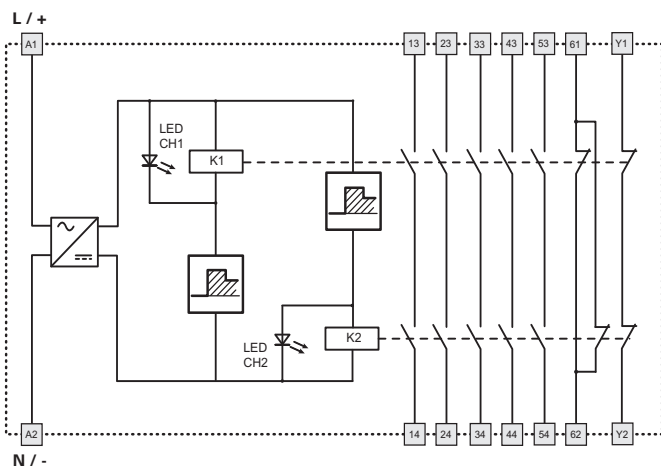 L / +
A1 13 23 33 43 53 61 Y1
LED
CH1
K1
LED
CH2
K2
A2 14 24 34 44 54 62 Y2
N / -